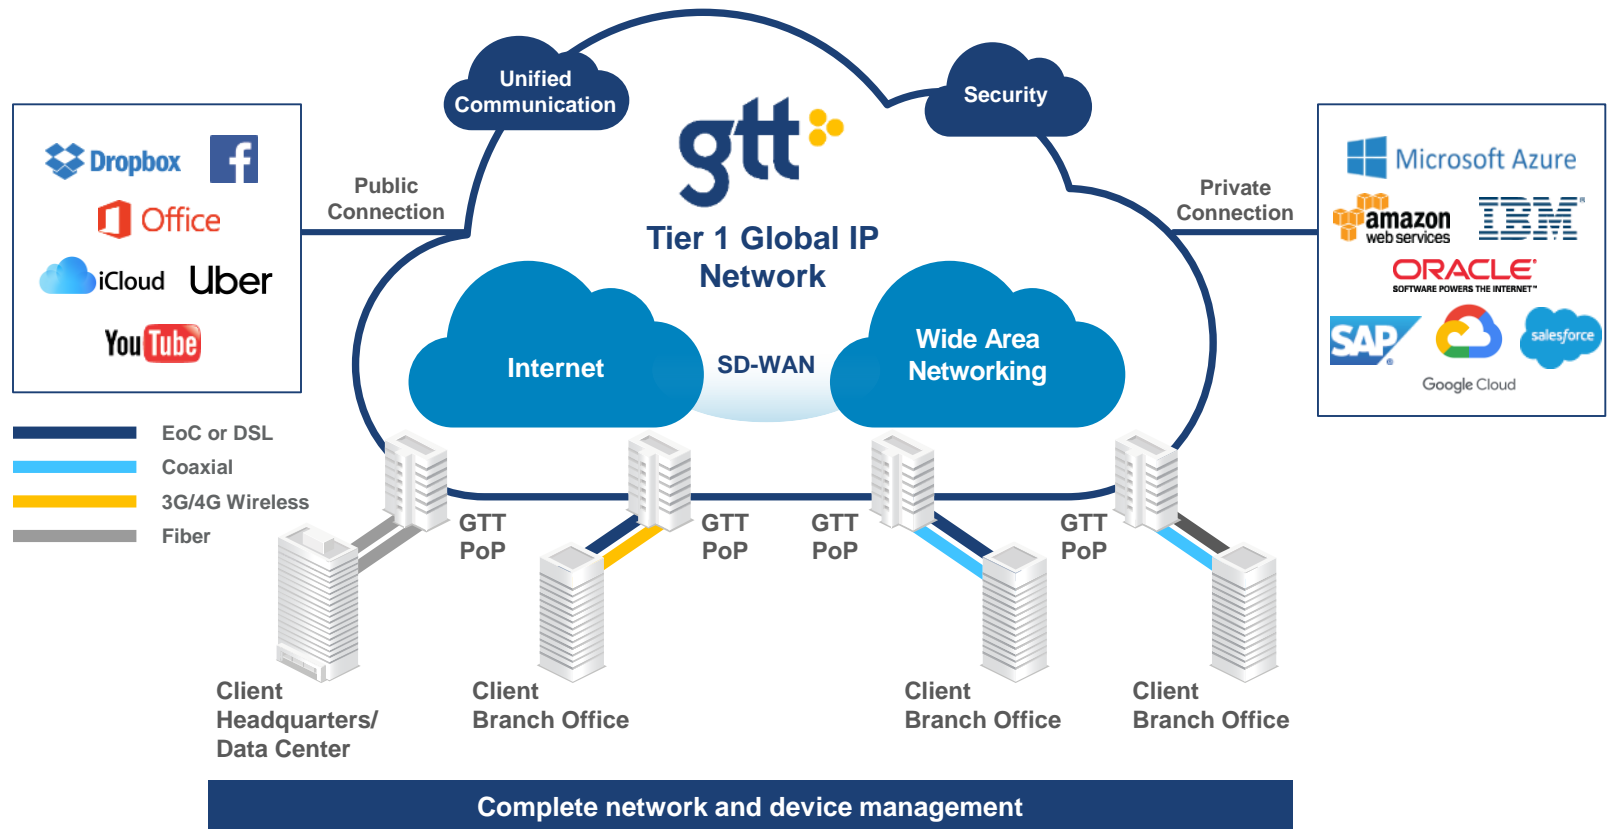 Unified
Communication
Security
gtt
Tier 1 Global IP
Network
Dropbox
f
Office
iCloud
Uber
YouTube
Public
Connection
Private
Connection
Microsoft Azure
amazon
web services
IBM®
ORACLE®
SOFTWARE POWERS THE INTERNET™
SAP®
Google Cloud
salesforce
Internet
SD-WAN
Wide Area
Networking
EoC or DSL
Coaxial
3G/4G Wireless
Fiber
GTT
PoP
GTT
PoP
GTT
PoP
GTT
PoP
Client
Headquarters/
Data Center
Client
Branch Office
Client
Branch Office
Client
Branch Office
Complete network and device management